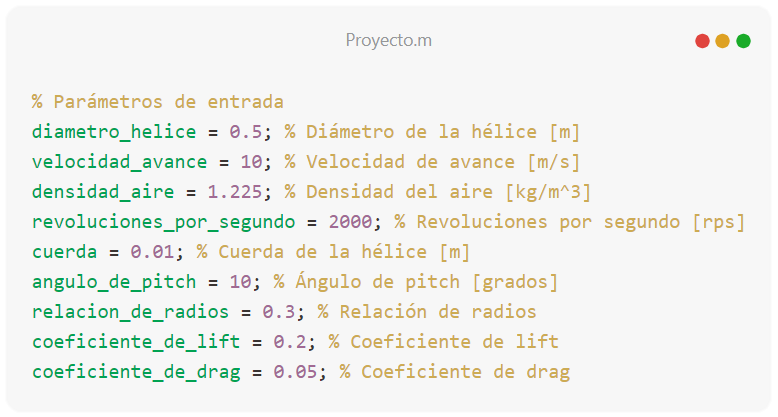 Proyecto.m
% Parámetros de entrada
diametro_helice = 0.5; % Diámetro de la hélice [m]
velocidad_avance = 10; % Velocidad de avance [m/s]
densidad_aire = 1.225; % Densidad del aire [kg/m^3]
revoluciones_por_segundo = 2000; % Revoluciones por segundo [rps]
cuerda = 0.01; % Cuerda de la hélice [m]
angulo_de_pitch = 10; % Ángulo de pitch [grados]
relacion_de_radios = 0.3; % Relación de radios
coeficiente_de_lift = 0.2; % Coeficiente de lift
coeficiente_de_drag = 0.05; % Coeficiente de drag